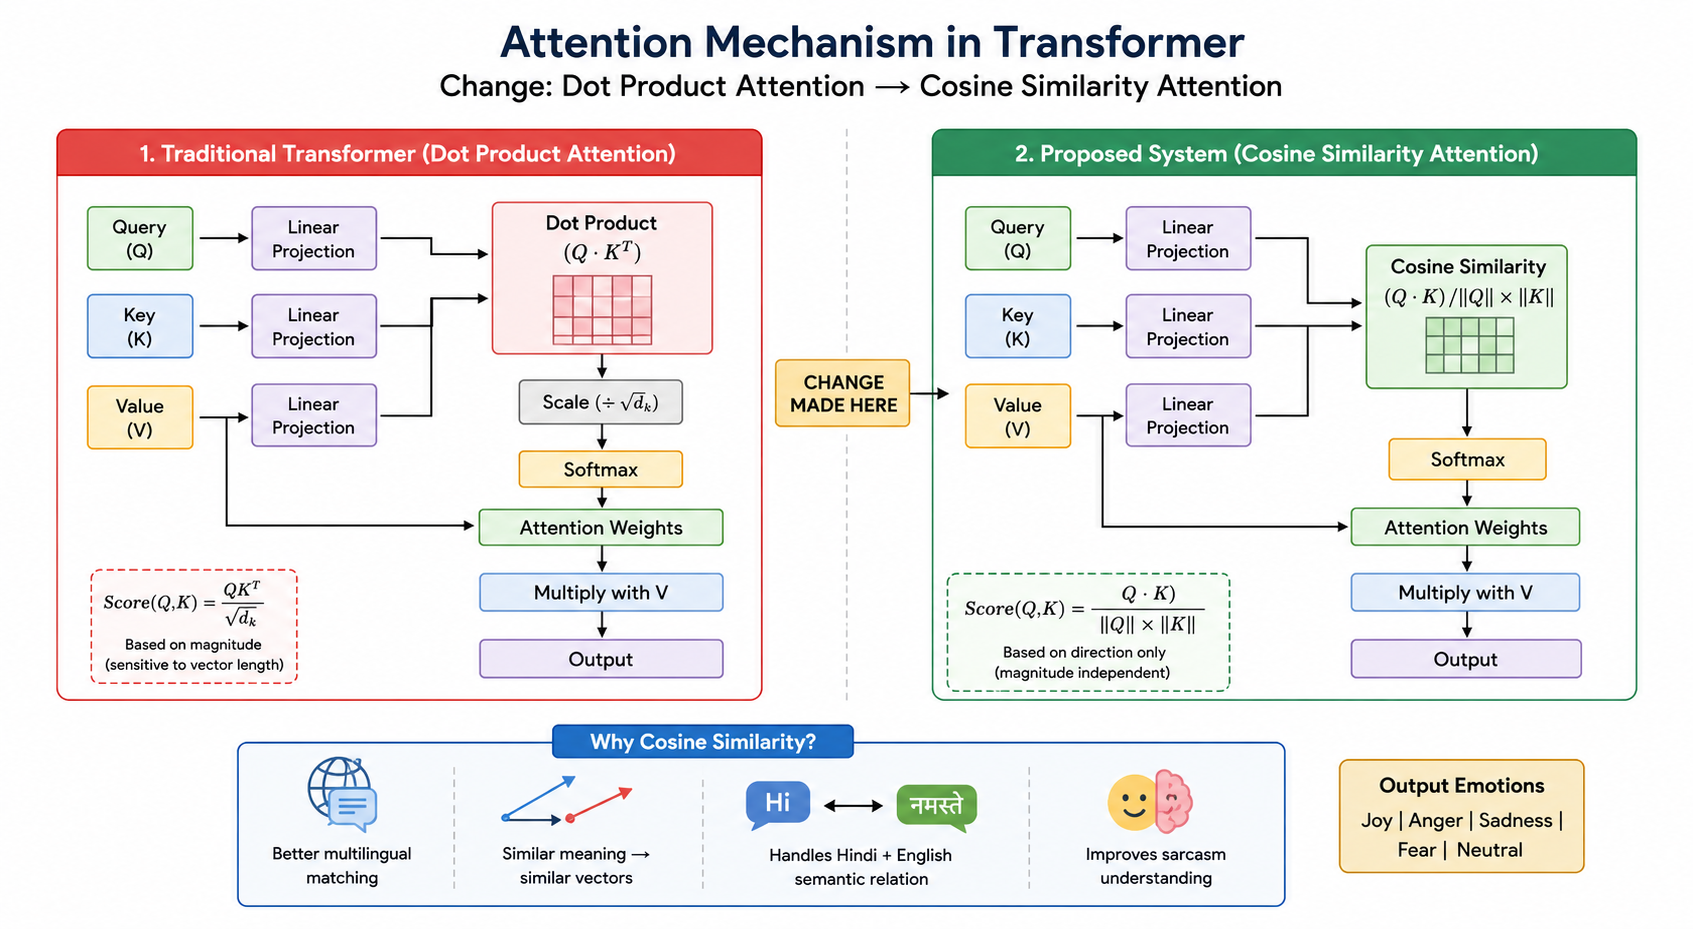 Attention Mechanism in Transformer
Change: Dot Product Attention → Cosine Similarity Attention
1. Traditional Transformer (Dot Product Attention)
Query
(Q)
Linear
Projection
Key
(K)
Linear
Projection
Value
(V)
Linear
Projection
Dot Product
(Q · K^T)
Scale (÷ √d_k)
Softmax
Attention Weights
Multiply with V
Output
Score(Q,K) = QK^T / √d_k
Based on magnitude
(sensitive to vector length)
CHANGE
MADE HERE
2. Proposed System (Cosine Similarity Attention)
Query
(Q)
Linear
Projection
Key
(K)
Linear
Projection
Value
(V)
Linear
Projection
Cosine Similarity
(Q · K) / ||Q|| × ||K||
Softmax
Attention Weights
Multiply with V
Output
Score(Q,K) = Q · K) / ||Q|| × ||K||
Based on direction only
(magnitude independent)
Why Cosine Similarity?
Better multilingual
matching
Similar meaning →
similar vectors
Hi
नमस्ते
Handles Hindi + English
semantic relation
Improves sarcasm
understanding
Output Emotions
Joy | Anger | Sadness |
Fear | Neutral